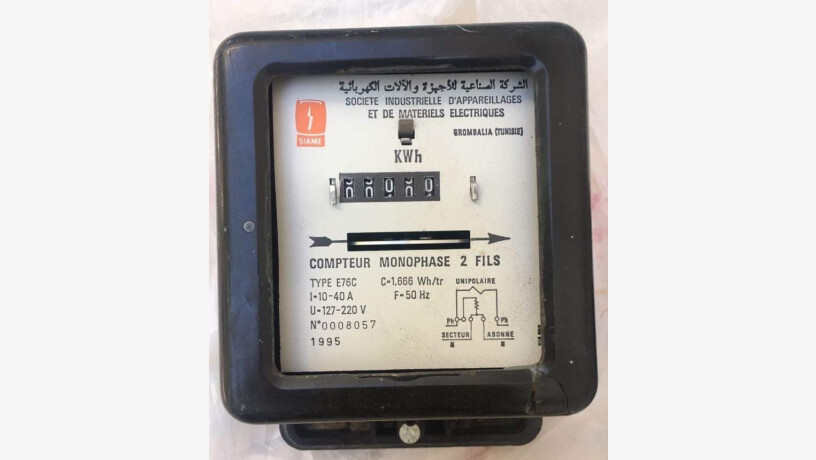 الشركة الصناعية للأجهزة والآلات الكهربائية
SOCIETE INDUSTRIELLE D'APPAREILLAGES
ET DE MATERIELS ELECTRIQUES
SIAME
GROMBALIA (TUNISIE)
KWh
COMPTEUR MONOPHASE 2 FILS
TYPE E76C C=1,666 Wh/tr
I=10-40 A F=50 Hz
U=127-220 V
N° 0008057
1995
UNIPOLAIRE
Ph Ph
SECTEUR ABONNE
N N